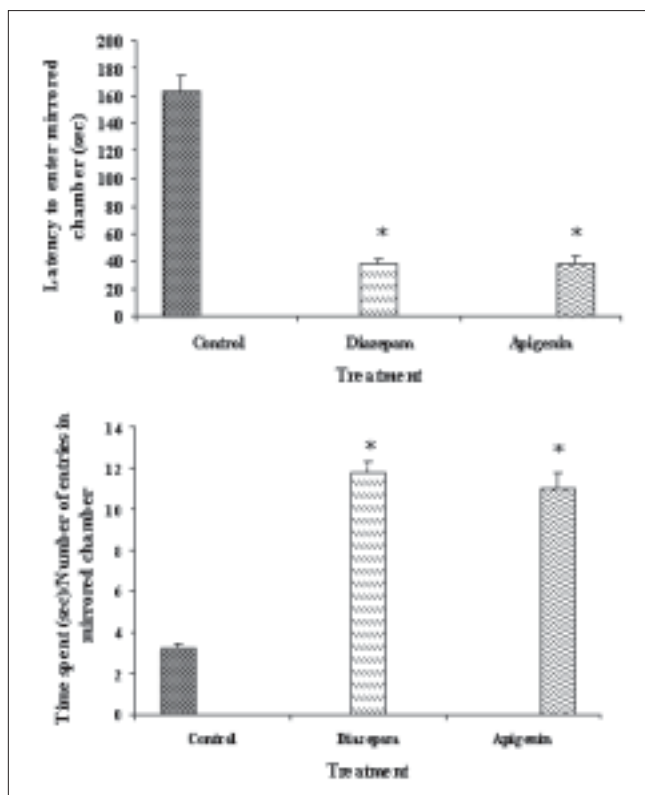 Latency to enter mirrored
chamber (sec)
200
180
160
140
120
100
80
60
40
20
0
*
*
Control
Diazepam
Apigenin
Treatment
Time spent (sec)/Number of entries in
mirrored chamber
14
12
10
8
6
4
2
0
*
*
Control
Diazepam
Apigenin
Treatment